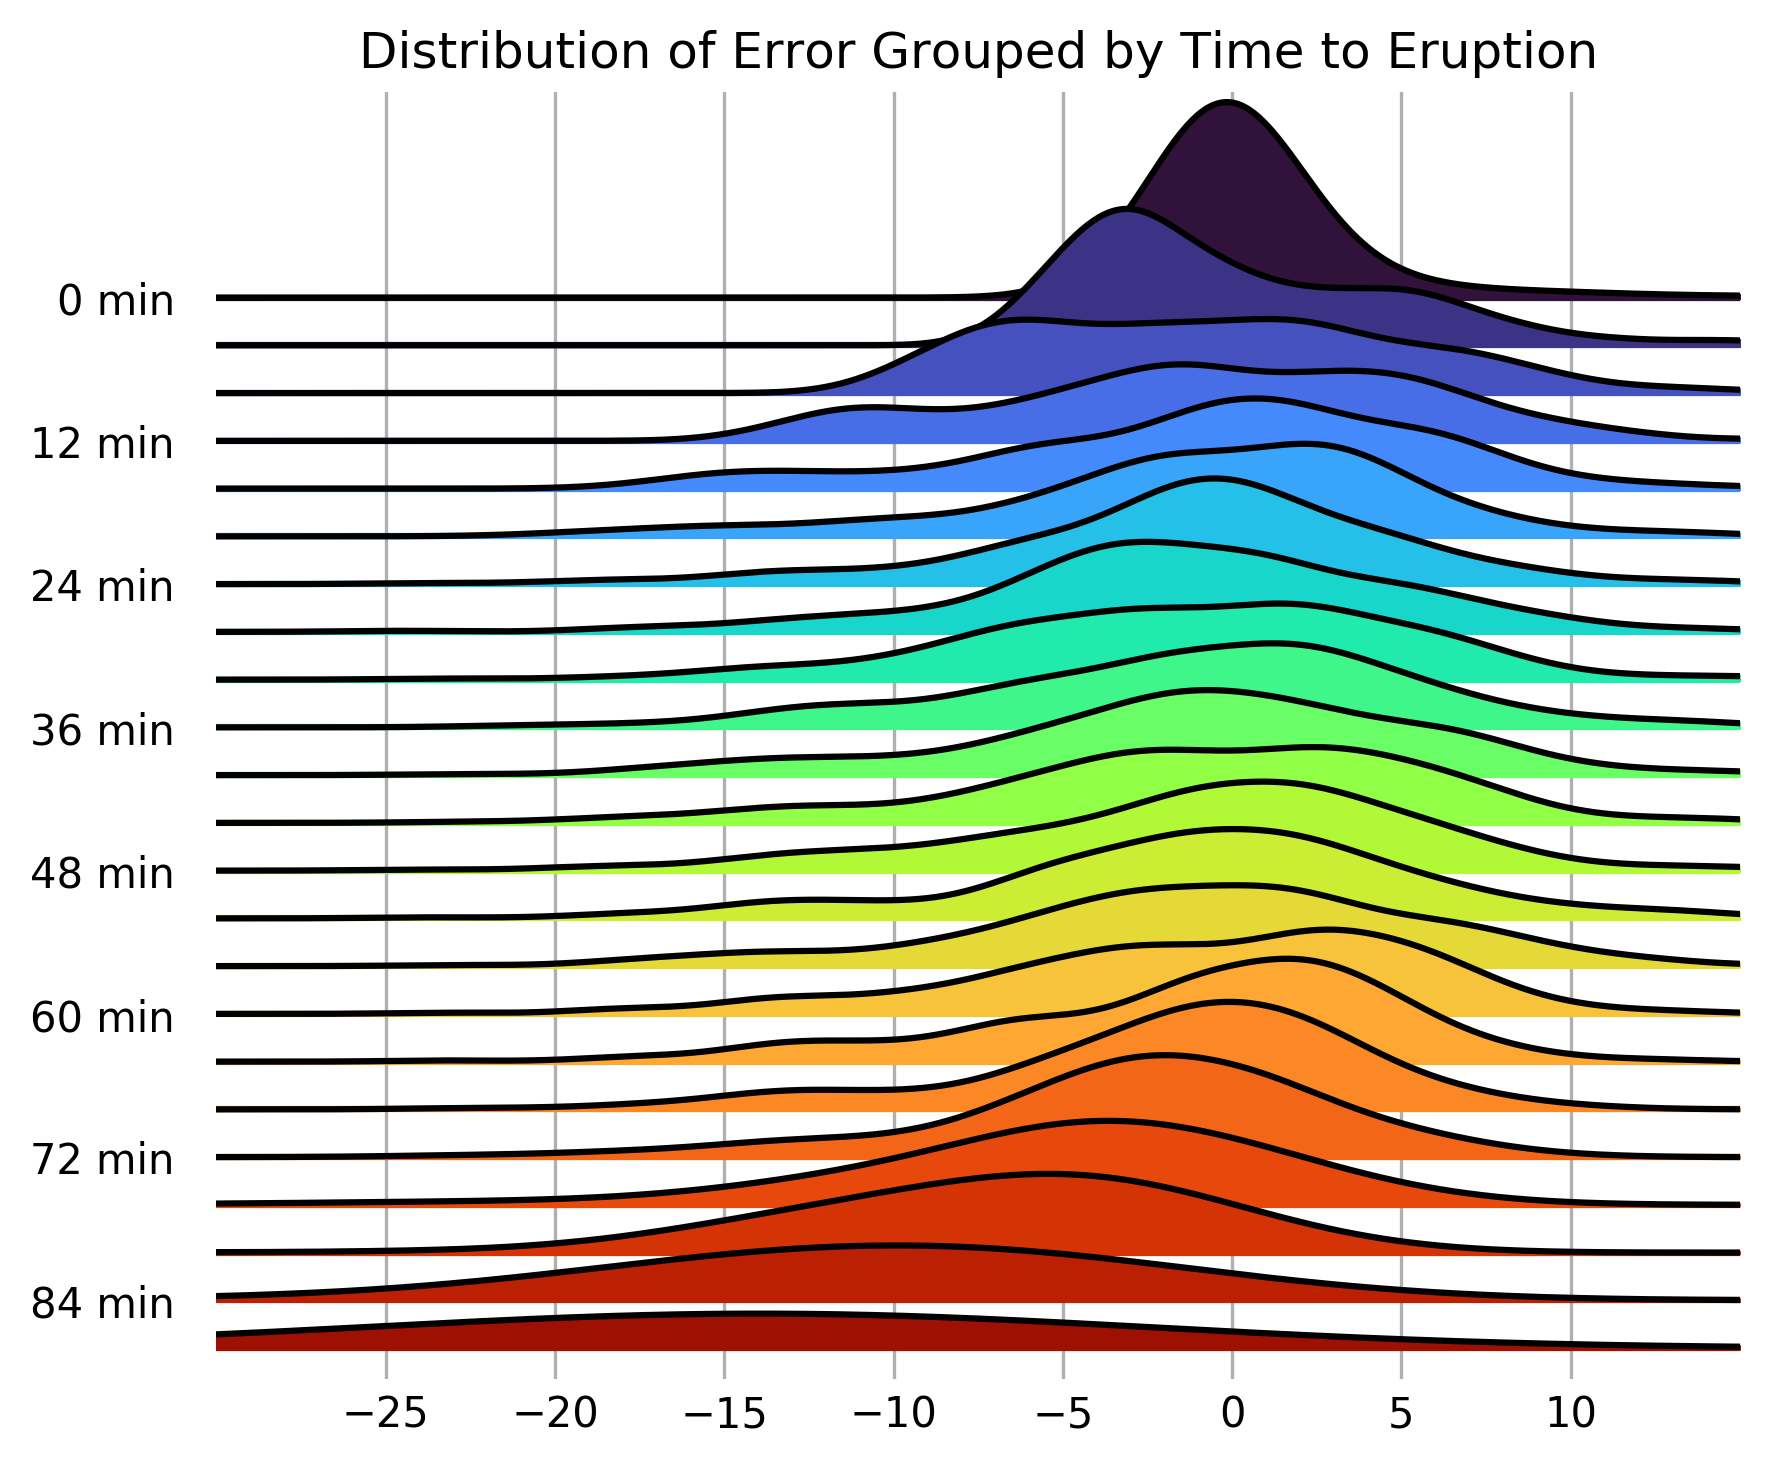 Distribution of Error Grouped by Time to Eruption
0 min
12 min
24 min
36 min
48 min
60 min
72 min
84 min
−25 −20 −15 −10 −5 0 5 10